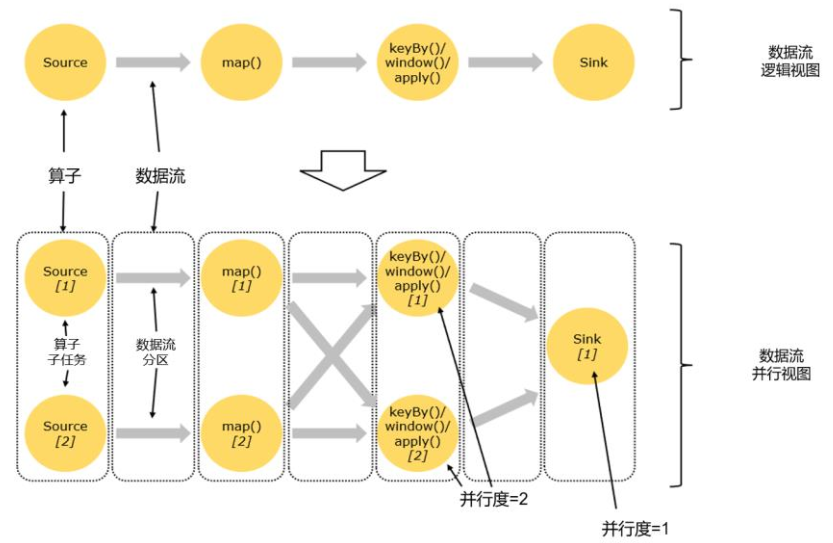 Source
map()
keyBy()/
window()/
apply()
Sink
数据流
逻辑视图
算子
数据流
Source
[1]
map()
[1]
keyBy()/
window()/
apply()
[1]
算子
子任务
数据流
分区
Sink
[1]
数据流
并行视图
Source
[2]
map()
[2]
keyBy()/
window()/
apply()
[2]
并行度=2
并行度=1